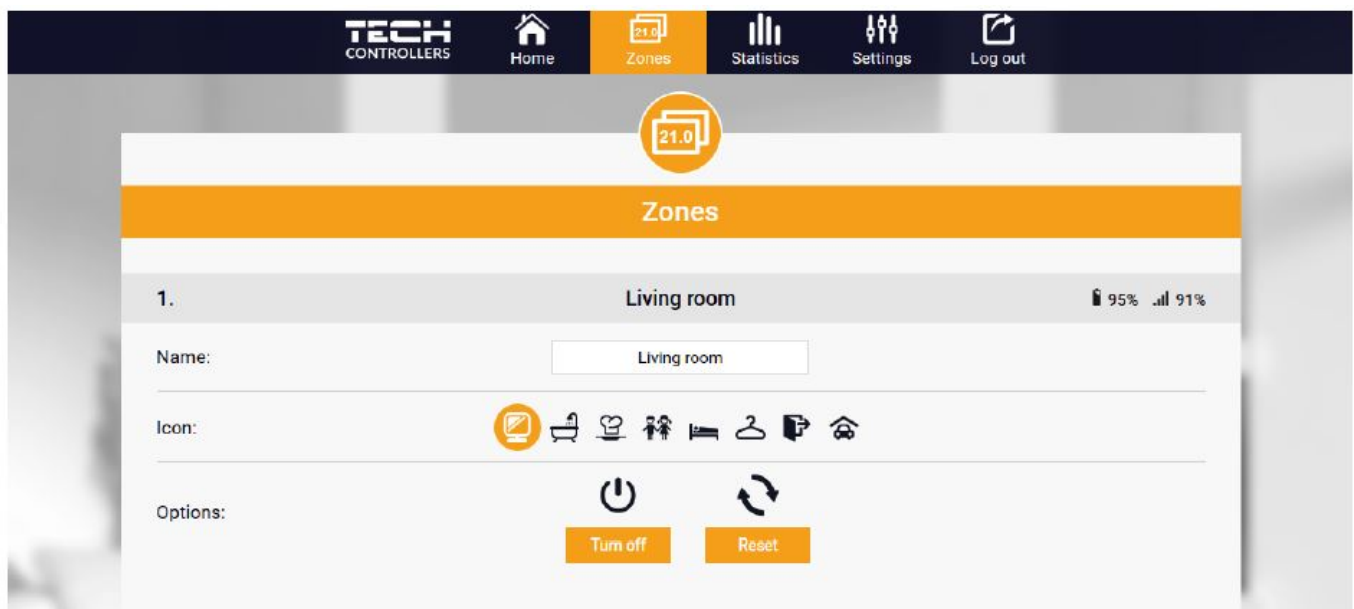 TECH
CONTROLLERS
Home
21.0
Zones
Statistics
Settings
Log out
21.0
Zones
1.
Living room
95%
91%
Name:
Living room
Icon:
Options:
Turn off
Reset